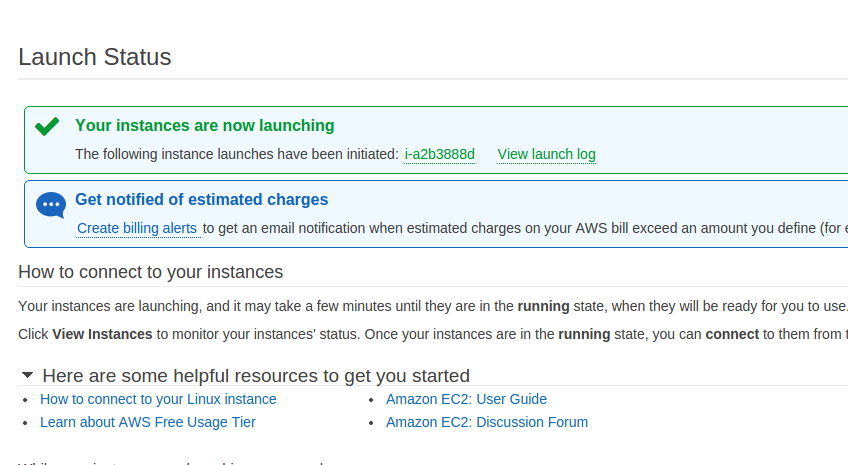 Launch Status
Your instances are now launching
The following instance launches have been initiated: i-a2b3888d View launch log
Get notified of estimated charges
Create billing alerts to get an email notification when estimated charges on your AWS bill exceed an amount you define (for
How to connect to your instances
Your instances are launching, and it may take a few minutes until they are in the running state, when they will be ready for you to use.
Click View Instances to monitor your instances' status. Once your instances are in the running state, you can connect to them from
Here are some helpful resources to get you started
• How to connect to your Linux instance • Amazon EC2: User Guide
• Learn about AWS Free Usage Tier • Amazon EC2: Discussion Forum